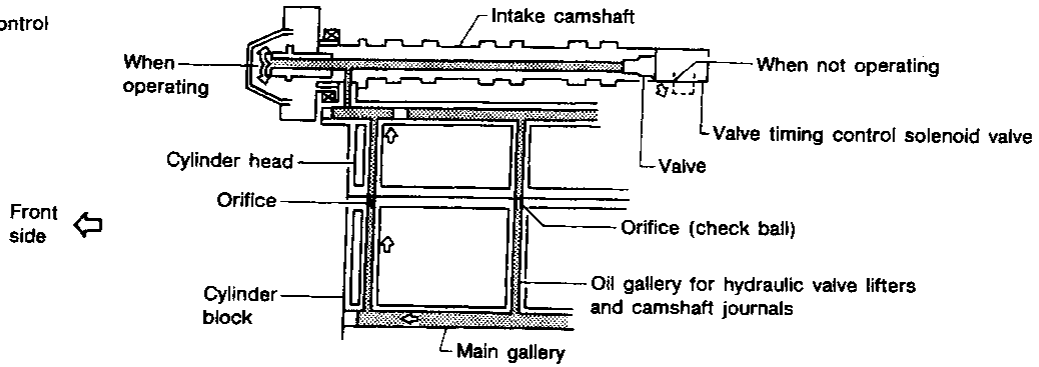 ontrol
Intake camshaft
When
operating
When not operating
Valve timing control solenoid valve
Valve
Cylinder head
Orifice
Front
side
Orifice (check ball)
Oil gallery for hydraulic valve lifters
and camshaft journals
Cylinder
block
Main gallery